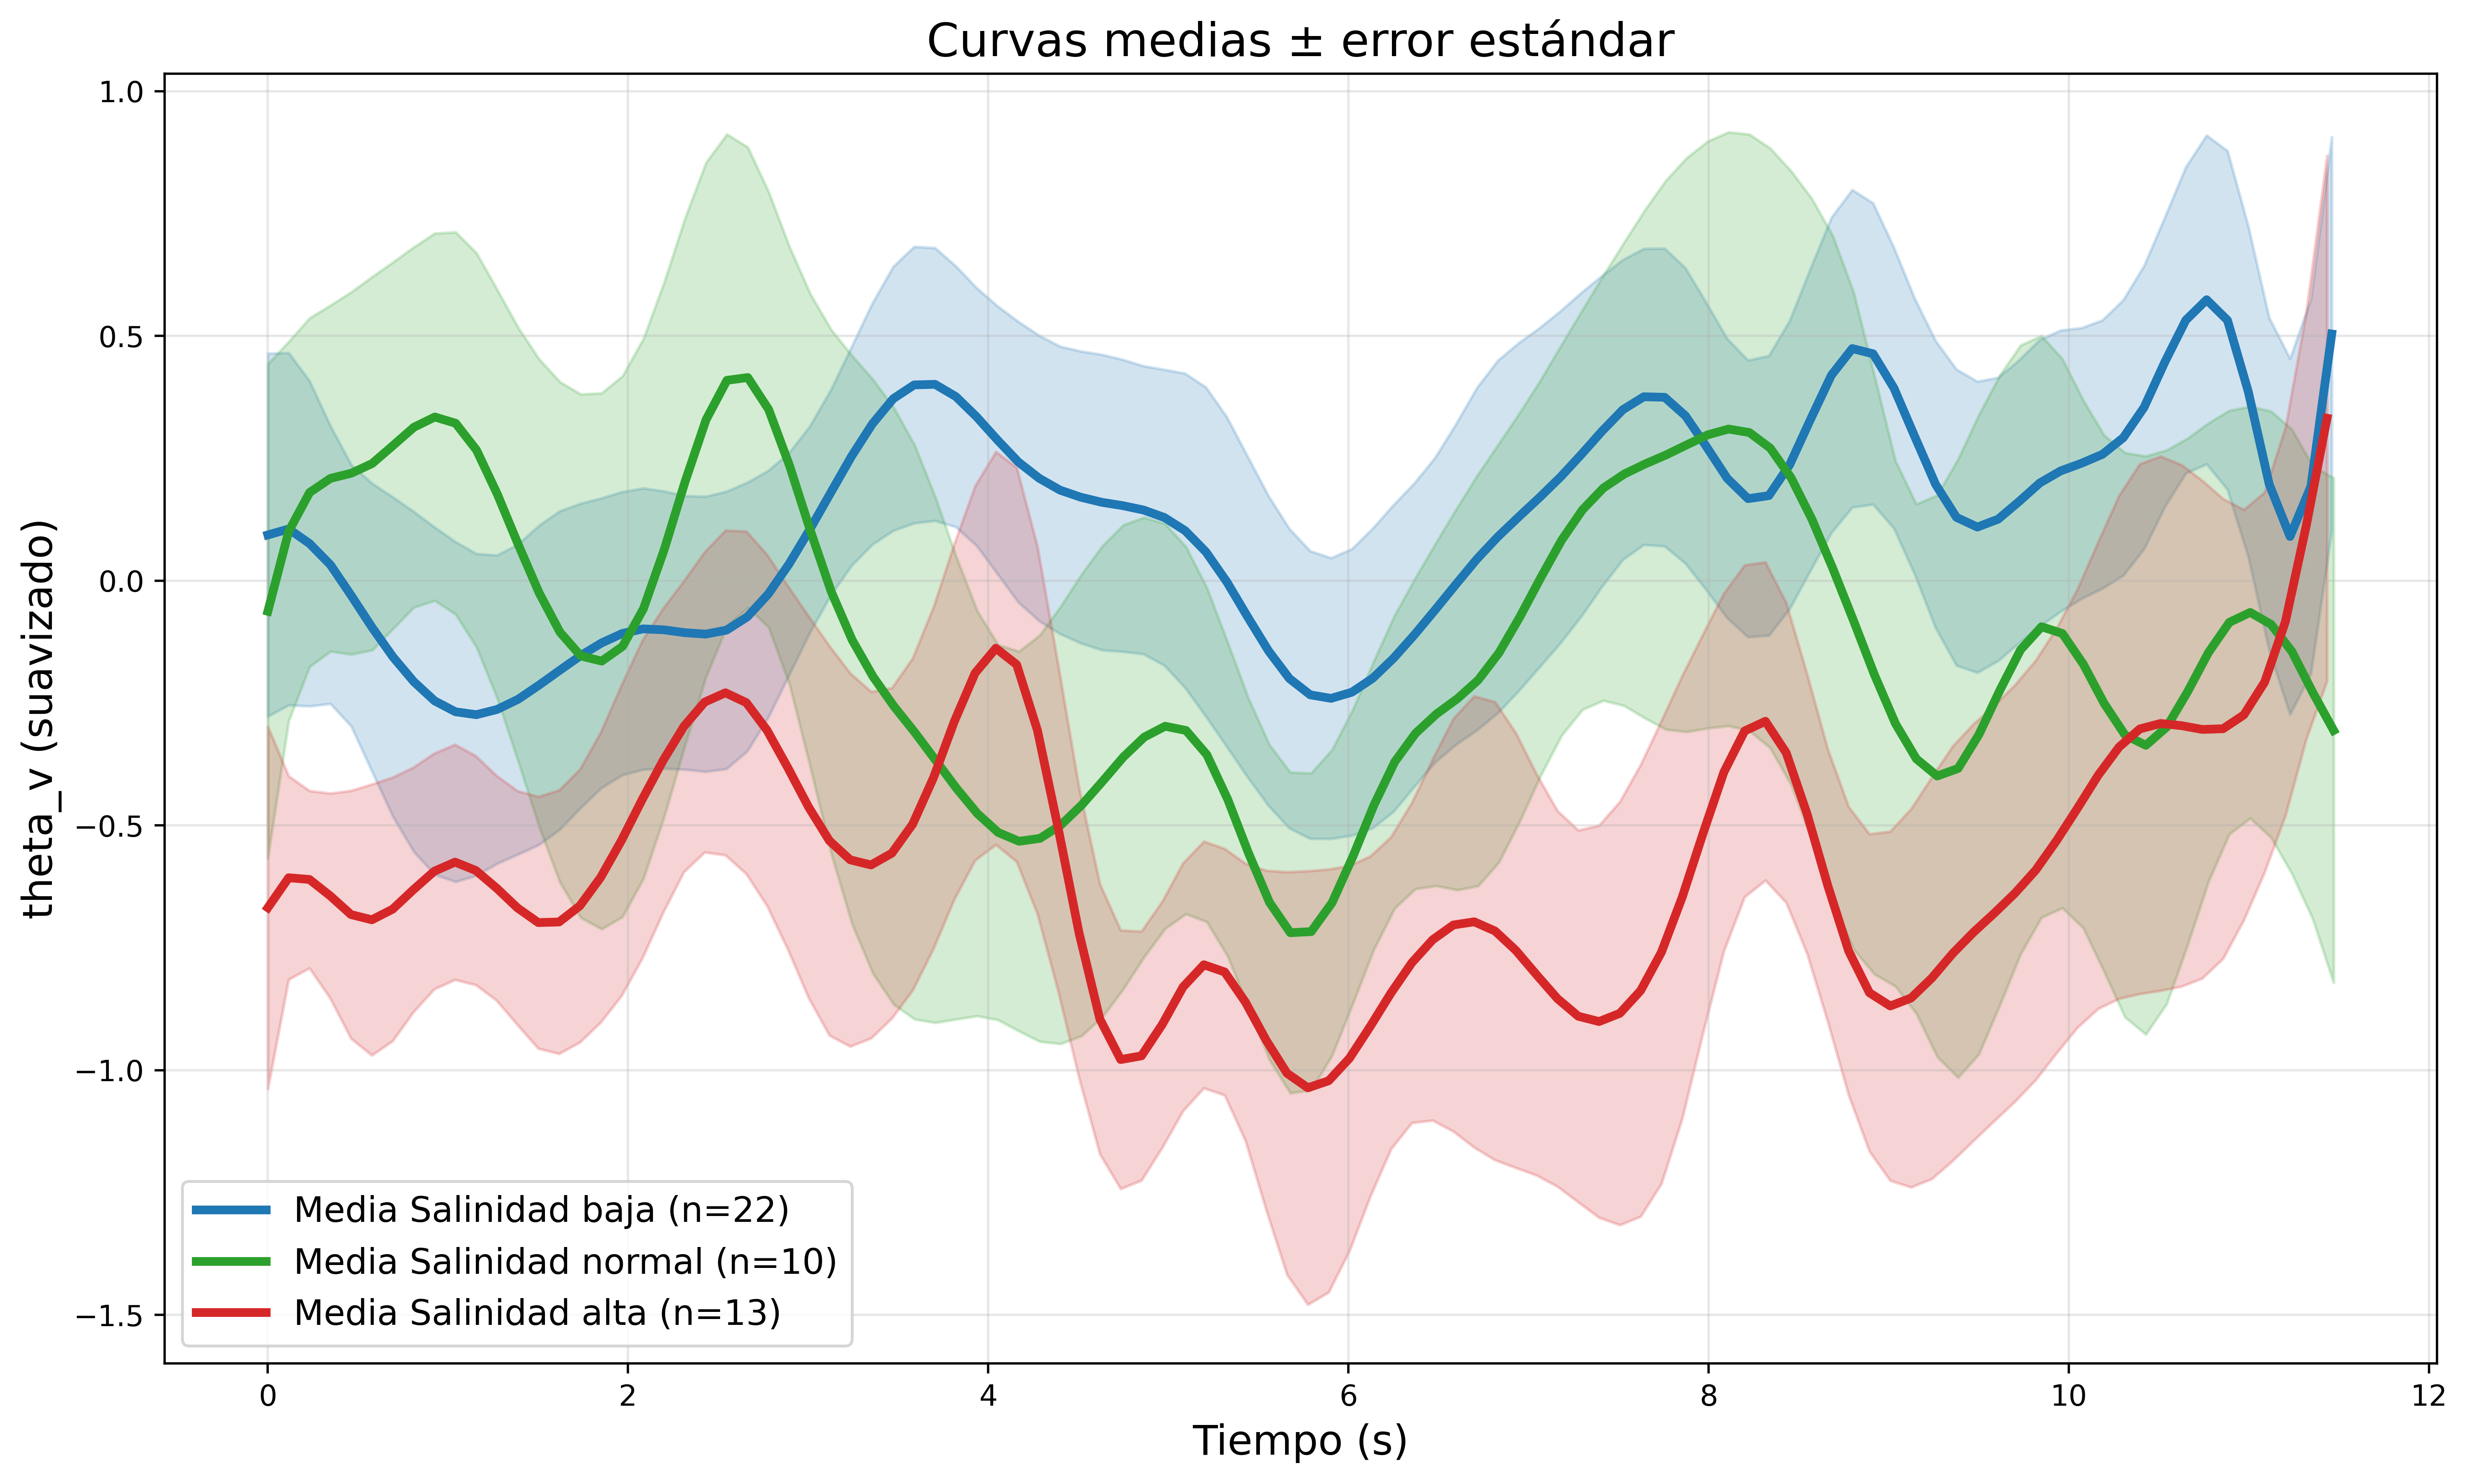 Curvas medias ± error estándar
theta_v (suavizado)
1.0
0.5
0.0
−0.5
−1.0
−1.5
Media Salinidad baja (n=22)
Media Salinidad normal (n=10)
Media Salinidad alta (n=13)
0 2 4 6 8 10 12
Tiempo (s)